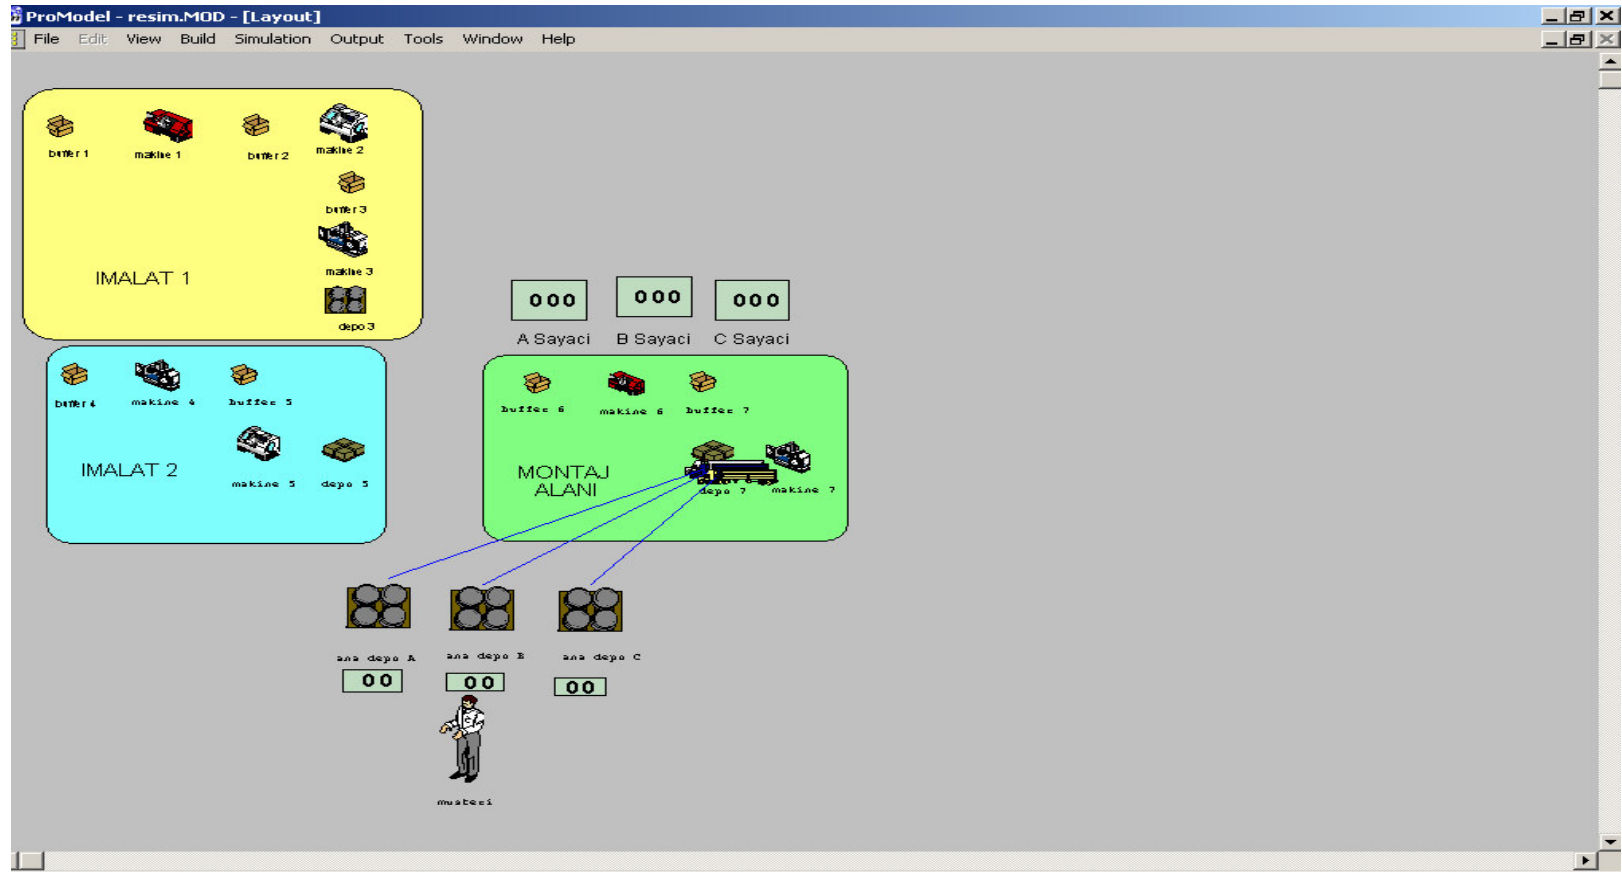 ProModel - resim.MOD - [Layout]
File Edit View Build Simulation Output Tools Window Help
buffer 1
makine 1
buffer 2
makine 2
buffer 3
makine 3
IMALAT 1
depo 3
000
000
000
A Sayaci
B Sayaci
C Sayaci
buffer 4
makine 4
buffer 5
IMALAT 2
makine 5
depo 5
buffer 6
makine 6
buffer 7
MONTAJ
ALANI
depo 7
makine 7
ana depo A
ana depo B
ana depo C
00
00
00
musteri